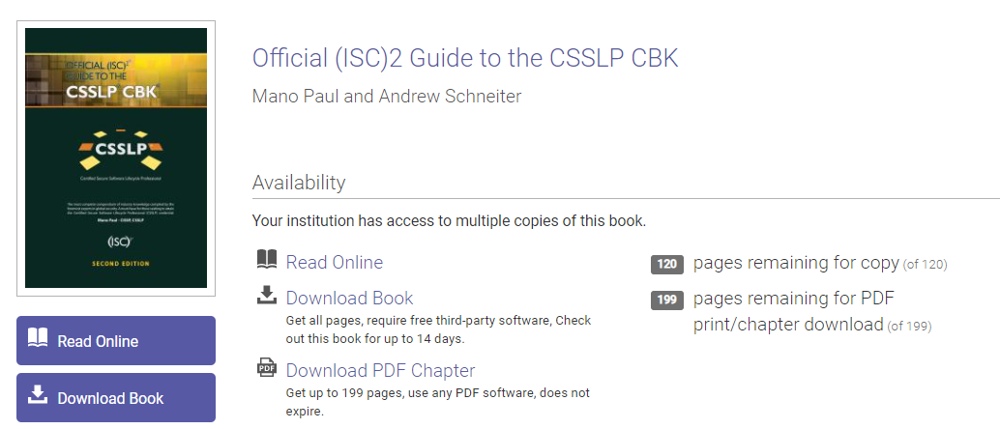 OFFICIAL (ISC)²
GUIDE TO THE
CSSLP CBK
CSSLP
Certified Secure Software Lifecycle Professional
Mano Paul - CISSP, CSSLP
(ISC)²
SECOND EDITION
Read Online
Download Book
Official (ISC)2 Guide to the CSSLP CBK
Mano Paul and Andrew Schneiter
Availability
Your institution has access to multiple copies of this book.
Read Online
Download Book
Get all pages, require free third-party software, Check
out this book for up to 14 days.
PDF
Download PDF Chapter
Get up to 199 pages, use any PDF software, does not
expire.
120 pages remaining for copy (of 120)
199 pages remaining for PDF
print/chapter download (of 199)